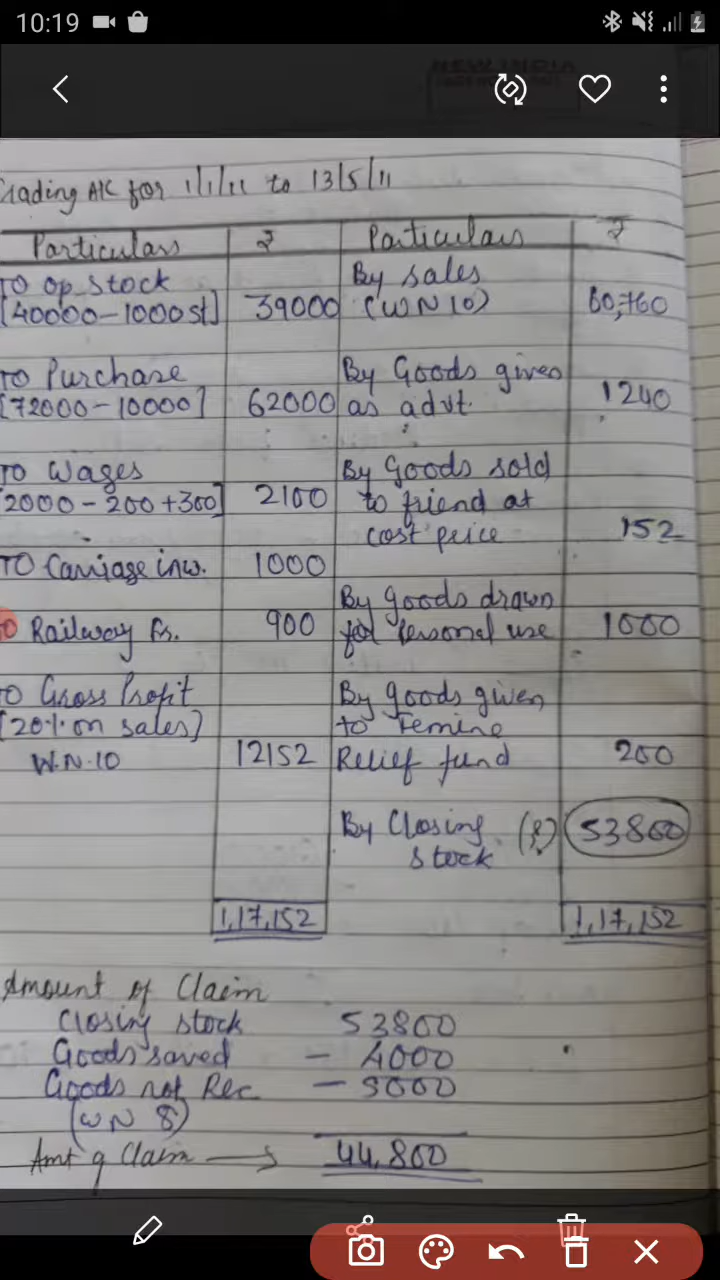 10:19
NEW INDIA
Trading A/c for 1/1/11 to 13/5/11
Particulars ₹ Particulars ₹
To Op. stock By sales
[40000-1000 st] 39000 (WN 10) 60,760
To Purchase By Goods given
[72000-10000] 62000 as advt. 1240
To Wages By Goods sold
[2000-200+300] 2100 to friend at
cost price 152
To Carriage inw. 1000
By goods drawn
To Railway Fr. 900 for Personal use 1000
To Gross Profit By goods given
[20% on sales] to Femine
W.N.10 12152 Relief fund 200
By Closing
stock 53800
1,17,152 1,17,152
Amount of Claim
Closing stock 53800
Goods saved - 4000
Goods not Rec - 5000
(WN 8)
Amt of Claim → 44,800